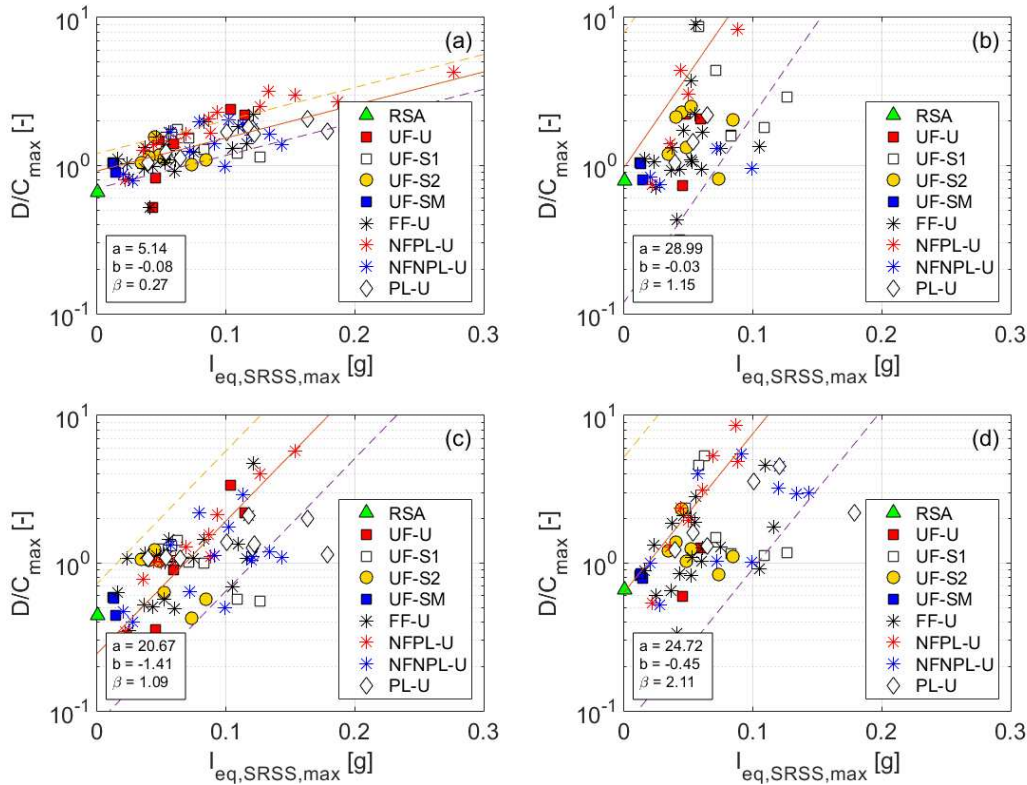 (a)
10^1
10^0
10^-1
D/C_max [-]
RSA
UF-U
UF-S1
UF-S2
UF-SM
FF-U
NFPL-U
NFNPL-U
PL-U
a = 5.14
b = -0.08
β = 0.27
0 0.1 0.2 0.3
I_eq,SRSS,max [g]
(b)
10^1
10^0
10^-1
D/C_max [-]
RSA
UF-U
UF-S1
UF-S2
UF-SM
FF-U
NFPL-U
NFNPL-U
PL-U
a = 28.99
b = -0.03
β = 1.15
0 0.1 0.2 0.3
I_eq,SRSS,max [g]
(c)
10^1
10^0
10^-1
D/C_max [-]
RSA
UF-U
UF-S1
UF-S2
UF-SM
FF-U
NFPL-U
NFNPL-U
PL-U
a = 20.67
b = -1.41
β = 1.09
0 0.1 0.2 0.3
I_eq,SRSS,max [g]
(d)
10^1
10^0
10^-1
D/C_max [-]
RSA
UF-U
UF-S1
UF-S2
UF-SM
FF-U
NFPL-U
NFNPL-U
PL-U
a = 24.72
b = -0.45
β = 2.11
0 0.1 0.2 0.3
I_eq,SRSS,max [g]